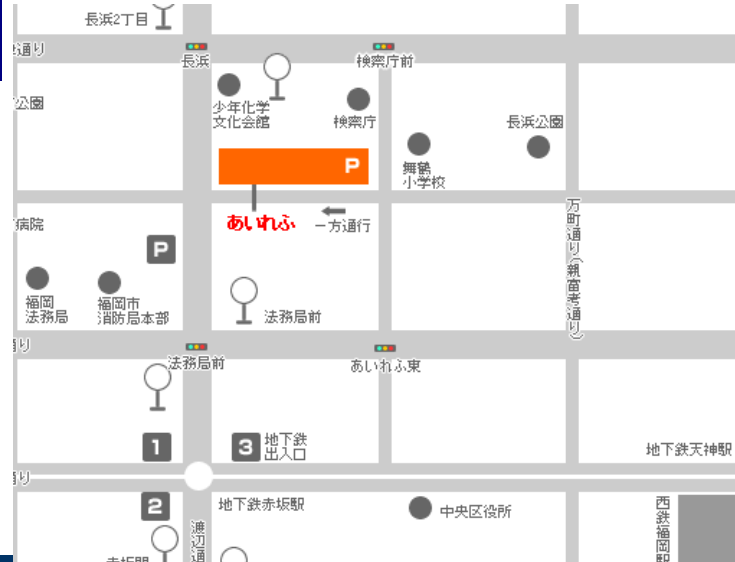 長浜2丁目
通り
長浜
検察庁前
公園
少年化学
文化会館
検察庁
長浜公園
P
舞鶴
小学校
病院
あいれふ
一方通行
P
福岡
法務局
福岡市
消防局本部
法務局前
万町通り(親富孝通り)
通り
法務局前
あいれふ東
1
3
地下鉄
出入口
地下鉄天神駅
通り
2
地下鉄赤坂駅
中央区役所
西鉄福岡駅
渡辺通
赤坂門